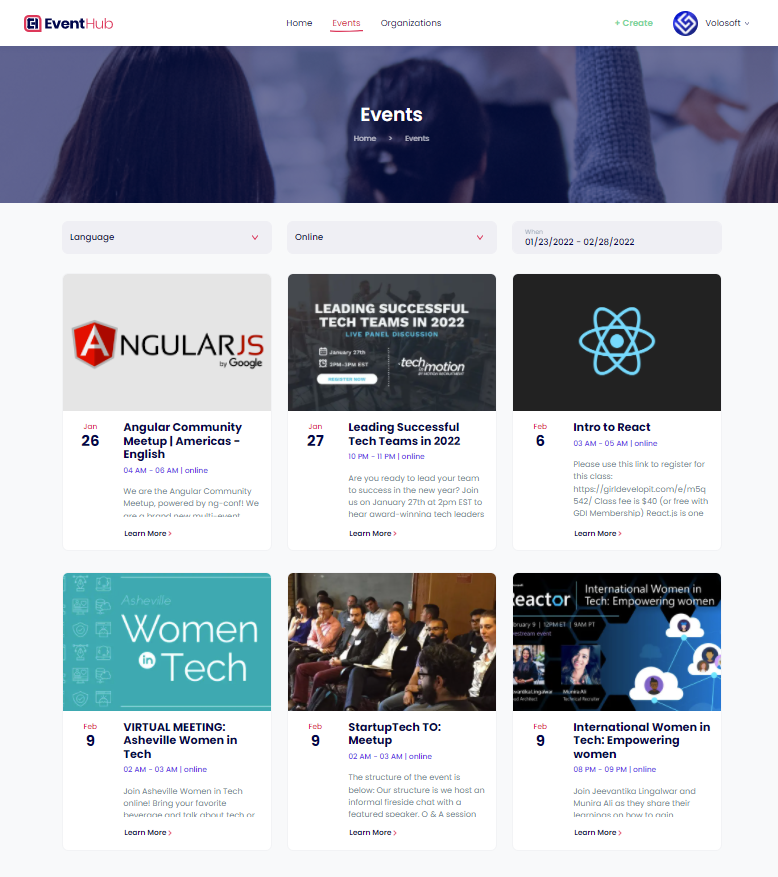 EventHub
Home Events Organizations + Create Volosoft
Events
Home > Events
Language
Online
When
01/23/2022 - 02/28/2022
ANGULARJS
by Google
LEADING SUCCESSFUL
TECH TEAMS IN 2022
LIVE PANEL DISCUSSION
January 27th
2PM-3PM EST
REGISTER NOW
techinmotion
BY MOTION RECRUITMENT
Jan
26
Angular Community
Meetup | Americas -
English
04 AM - 06 AM | online
We are the Angular Community
Meetup, powered by ng-conf! We
are a brand new multi-event
Learn More >
Jan
27
Leading Successful
Tech Teams in 2022
10 PM - 11 PM | online
Are you ready to lead your team
to success in the new year? Join
us on January 27th at 2pm EST to
hear award-winning tech leaders
Learn More >
Feb
6
Intro to React
03 AM - 05 AM | online
Please use this link to register for
this class:
https://girldevelopit.com/e/m5q
542/ Class fee is $40 (or free with
GDI Membership) React.js is one
Learn More >
Asheville
Women
in Tech
Reactor
International Women in
Tech: Empowering women
bruary 9 | 12PM ET | 9AM PT
vestream event
evantika Lingalwar
Munira Ali
Technical Recruiter
Feb
9
VIRTUAL MEETING:
Asheville Women in
Tech
02 AM - 03 AM | online
Join Asheville Women in Tech
online! Bring your favorite
beverage and talk about tech or
Learn More >
Feb
9
StartupTech TO:
Meetup
02 AM - 03 AM | online
The structure of the event is
below: Our structure is we host an
informal fireside chat with a
featured speaker. Q & A session
Learn More >
Feb
9
International Women in
Tech: Empowering
women
08 PM - 09 PM | online
Join Jeevantika Lingalwar and
Munira Ali as they share their
learnings on how to gain
Learn More >